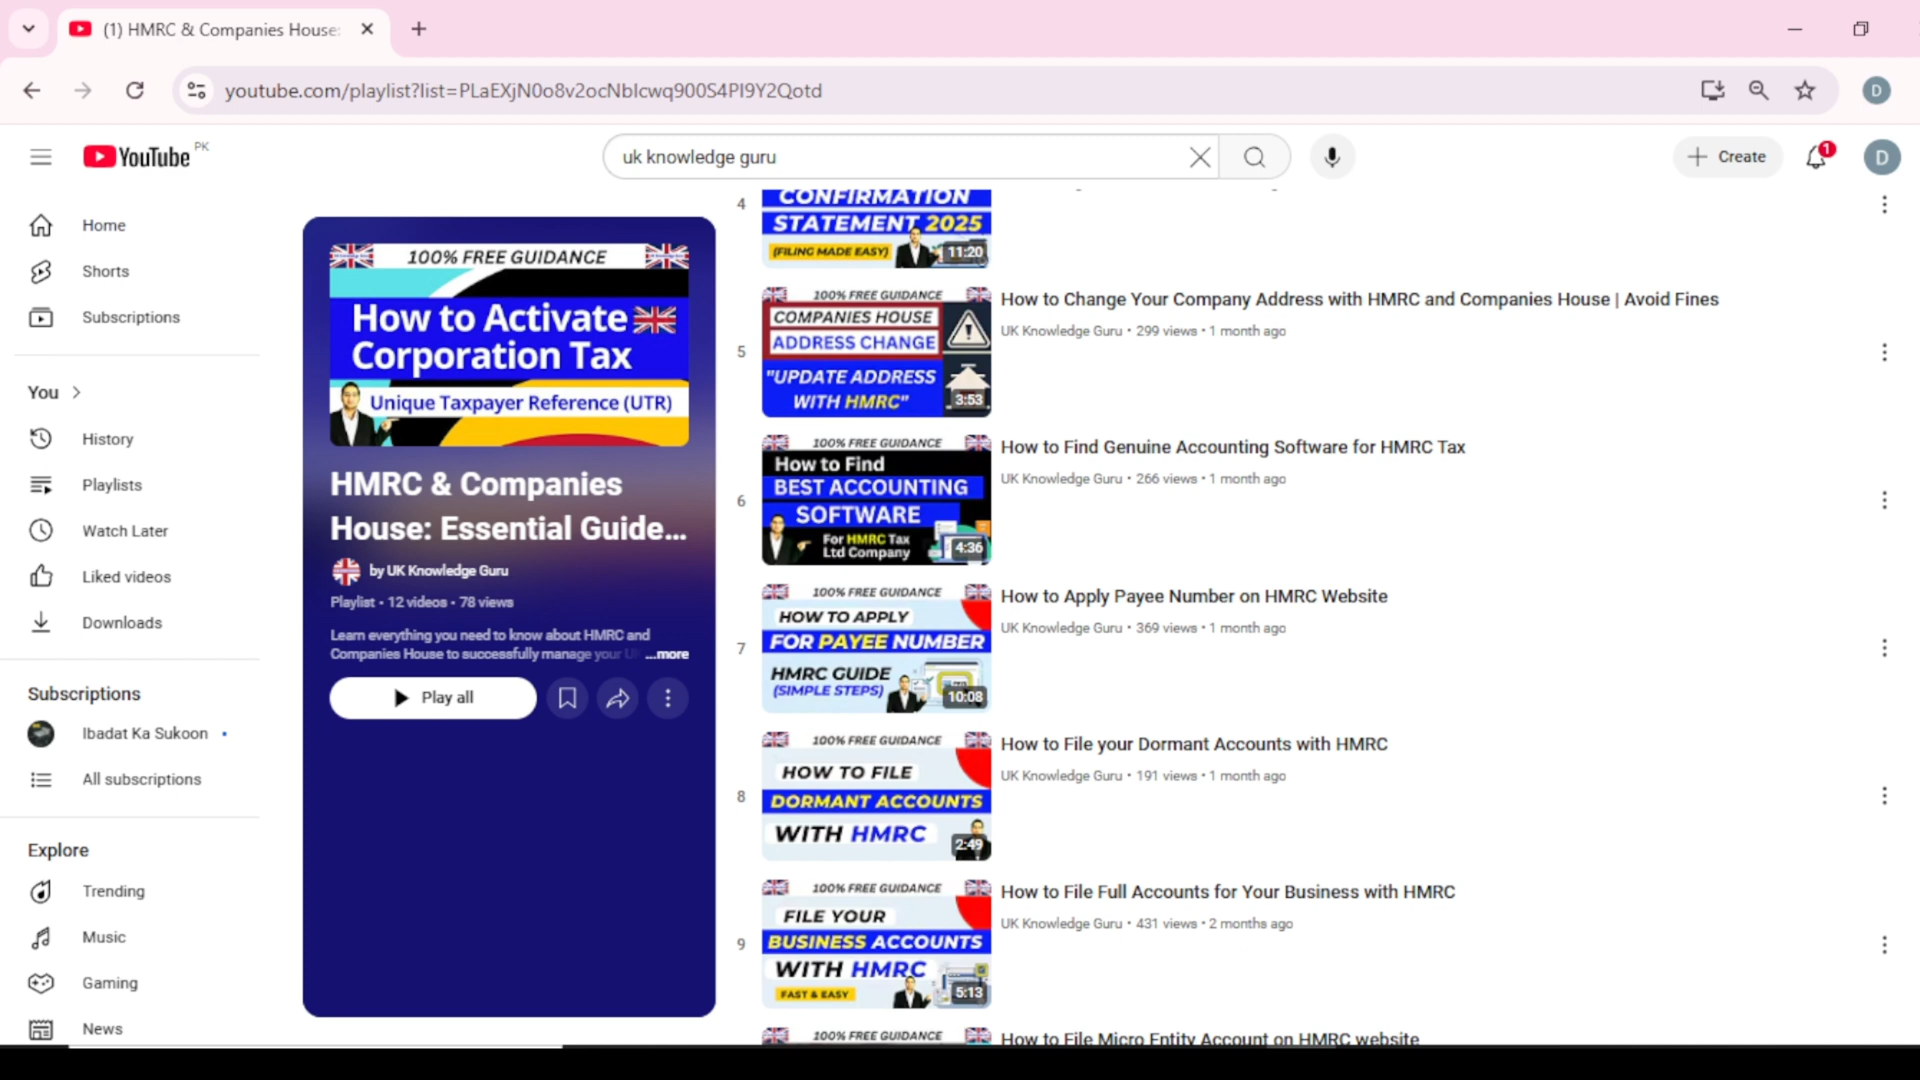 (1) HMRC & Companies House:
youtube.com/playlist?list=PLaEXjN0o8v2ocNblcwq900S4PI9Y2Qotd
D
YouTube PK
uk knowledge guru
Create
1
D
Home
Shorts
Subscriptions
You
History
Playlists
Watch Later
Liked videos
Downloads
Subscriptions
Ibadat Ka Sukoon
All subscriptions
Explore
Trending
Music
Gaming
News
100% FREE GUIDANCE
How to Activate
Corporation Tax
Unique Taxpayer Reference (UTR)
HMRC & Companies
House: Essential Guide...
by UK Knowledge Guru
Playlist • 12 videos • 78 views
Learn everything you need to know about HMRC and
Companies House to successfully manage your U ...more
Play all
4
CONFIRMATION
STATEMENT 2025
(FILING MADE EASY)
11:20
5
100% FREE GUIDANCE
COMPANIES HOUSE
ADDRESS CHANGE
"UPDATE ADDRESS
WITH HMRC"
3:53
How to Change Your Company Address with HMRC and Companies House | Avoid Fines
UK Knowledge Guru • 299 views • 1 month ago
6
100% FREE GUIDANCE
How to Find
BEST ACCOUNTING
SOFTWARE
For HMRC Tax
Ltd Company
4:36
How to Find Genuine Accounting Software for HMRC Tax
UK Knowledge Guru • 266 views • 1 month ago
7
100% FREE GUIDANCE
HOW TO APPLY
FOR PAYEE NUMBER
HMRC GUIDE
(SIMPLE STEPS)
10:08
How to Apply Payee Number on HMRC Website
UK Knowledge Guru • 369 views • 1 month ago
8
100% FREE GUIDANCE
HOW TO FILE
DORMANT ACCOUNTS
WITH HMRC
2:49
How to File your Dormant Accounts with HMRC
UK Knowledge Guru • 191 views • 1 month ago
9
100% FREE GUIDANCE
FILE YOUR
BUSINESS ACCOUNTS
WITH HMRC
FAST & EASY
5:13
How to File Full Accounts for Your Business with HMRC
UK Knowledge Guru • 431 views • 2 months ago
100% FREE GUIDANCE
How to File Micro Entity Account on HMRC website